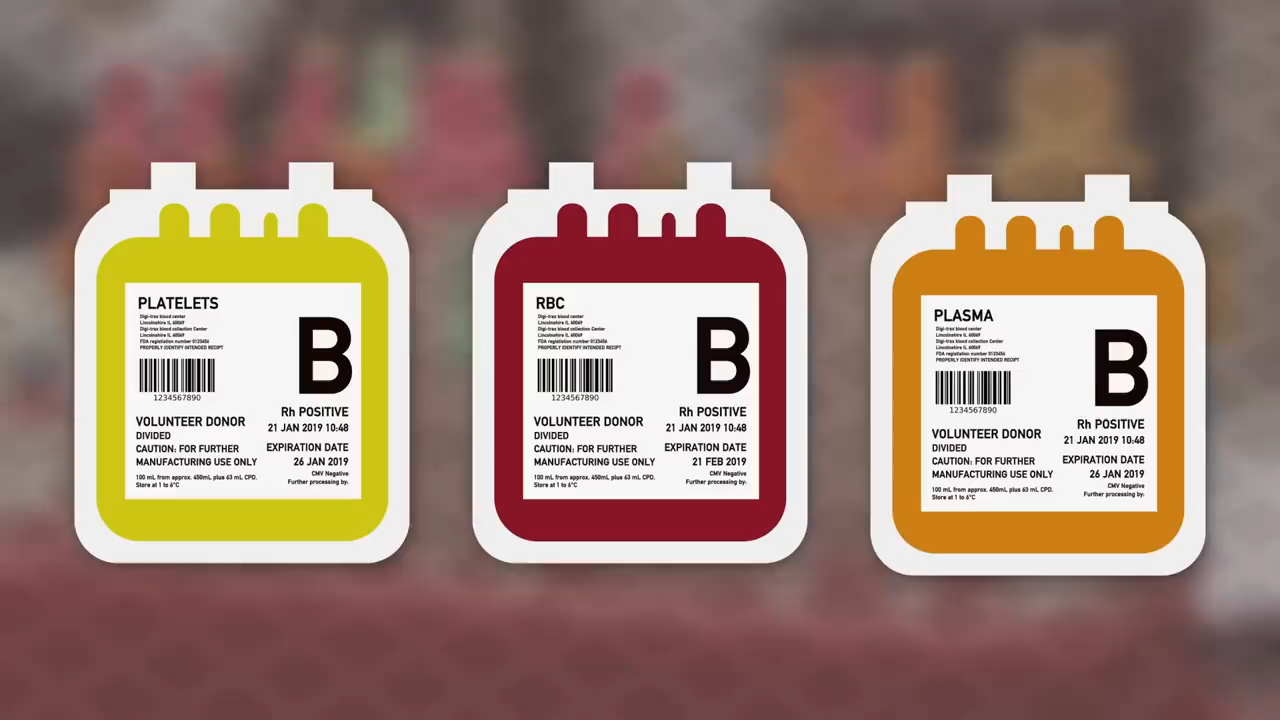 PLATELETS
Digi-trax blood center
Lincolnshire IL 60069
Digi-trax blood collection Center
Lincolnshire IL 60069
FDA registlation number 0123456
PROPERLY IDENTIFY INTENDED RECIPT
B
1234567890
Rh POSITIVE
VOLUNTEER DONOR
21 JAN 2019 10:48
DIVIDED
CAUTION: FOR FURTHER
EXPIRATION DATE
MANUFACTURING USE ONLY
26 JAN 2019
CMV Negative
100 mL from approx. 450mL plus 63 mL CPD.
Further processing by.
Store at 1 to 6°C
RBC
Digi-trax blood center
Lincolnshire IL 60069
Digi-trax blood collection Center
Lincolnshire IL 60069
FDA registlation number 0123456
PROPERLY IDENTIFY INTENDED RECIPT
B
1234567890
Rh POSITIVE
VOLUNTEER DONOR
21 JAN 2019 10:48
DIVIDED
CAUTION: FOR FURTHER
EXPIRATION DATE
MANUFACTURING USE ONLY
21 FEB 2019
CMV Negative
100 mL from approx. 450mL plus 63 mL CPD.
Further processing by.
Store at 1 to 6°C
PLASMA
Digi-trax blood center
Lincolnshire IL 60069
Digi-trax blood collection Center
Lincolnshire IL 60069
FDA registlation number 0123456
PROPERLY IDENTIFY INTENDED RECIPT
B
1234567890
Rh POSITIVE
VOLUNTEER DONOR
21 JAN 2019 10:48
DIVIDED
CAUTION: FOR FURTHER
EXPIRATION DATE
MANUFACTURING USE ONLY
26 JAN 2019
CMV Negative
100 mL from approx. 450mL plus 63 mL CPD.
Further processing by.
Store at 1 to 6°C